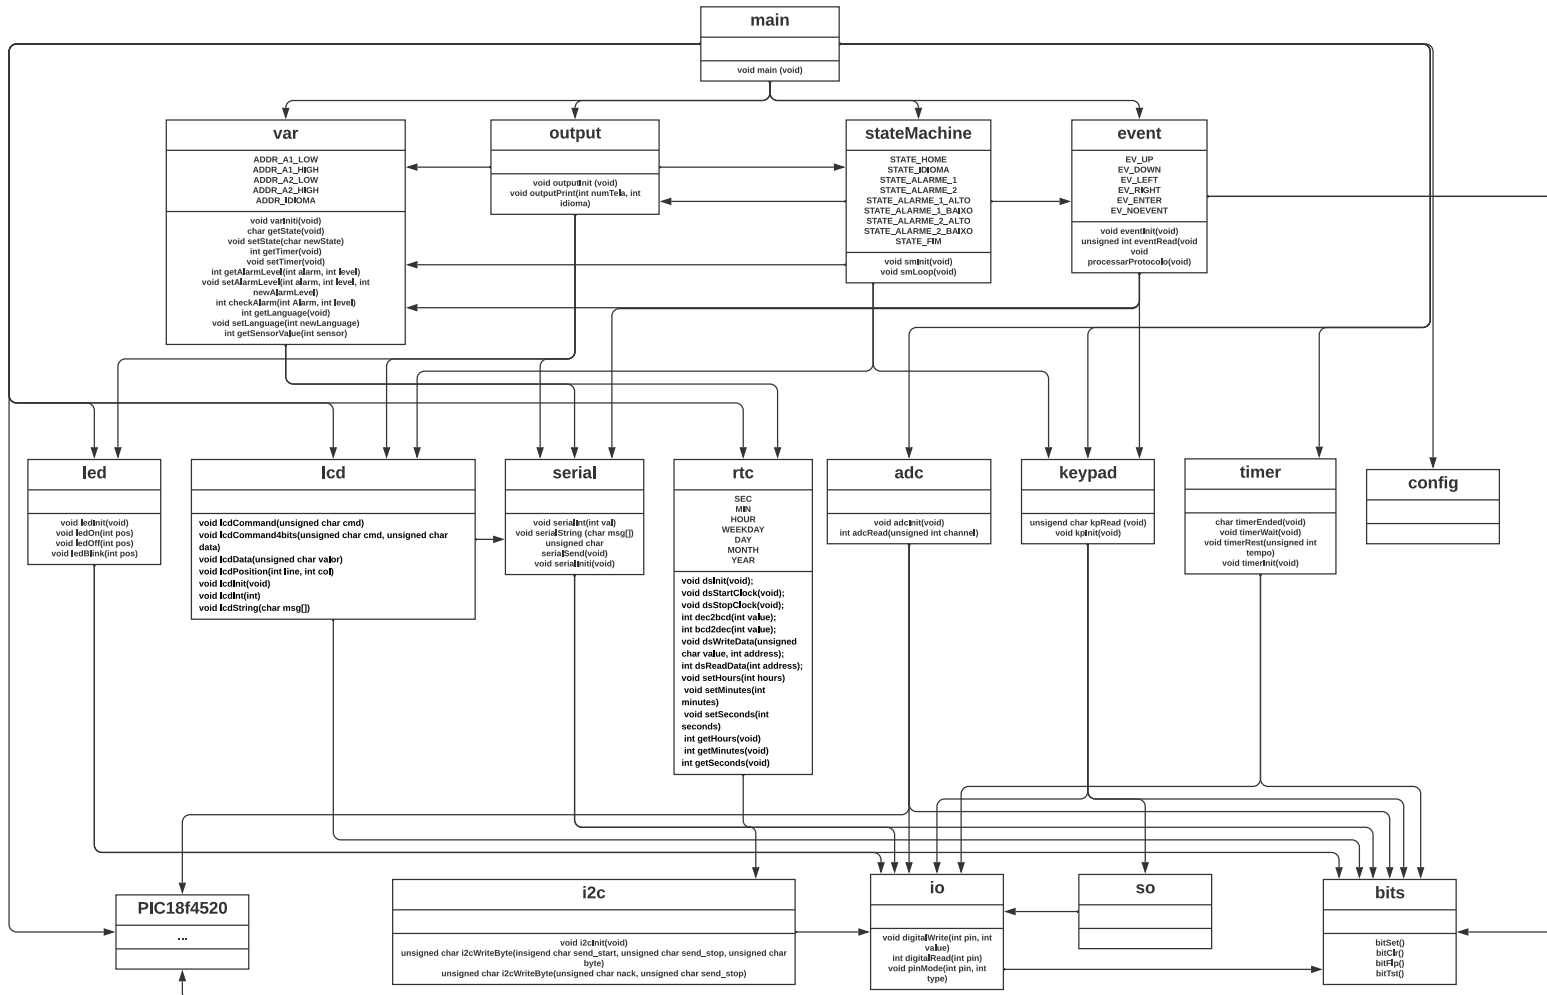 main
void main (void)
var
ADDR_A1_LOW
ADDR_A1_HIGH
ADDR_A2_LOW
ADDR_A2_HIGH
ADDR_IDIOMA
void varIniti(void)
char getState(void)
void setState(char newState)
int getTimer(void)
void setTimer(void)
int getAlarmLevel(int alarm, int level)
void setAlarmLevel(int alarm, int level, int
newAlarmLevel)
int checkAlarm(int Alarm, int level)
int getLanguage(void)
void setLanguage(int newLanguage)
int getSensorValue(int sensor)
output
void outputInit (void)
void outputPrint(int numTela, int
idioma)
stateMachine
STATE_HOME
STATE_IDIOMA
STATE_ALARME_1
STATE_ALARME_2
STATE_ALARME_1_ALTO
STATE_ALARME_1_BAIXO
STATE_ALARME_2_ALTO
STATE_ALARME_2_BAIXO
STATE_FIM
void smInit(void)
void smLoop(void)
event
EV_UP
EV_DOWN
EV_LEFT
EV_RIGHT
EV_ENTER
EV_NOEVENT
void eventInit(void)
unsigned int eventRead(void
void
processarProtocolo(void)
led
void ledInit(void)
void ledOn(int pos)
void ledOff(int pos)
void ledBlink(int pos)
lcd
void lcdCommand(unsigned char cmd)
void lcdCommand4bits(unsigned char cmd, unsigned char
data)
void lcdData(unsigned char valor)
void lcdPosition(int line, int col)
void lcdInit(void)
void lcdInt(int)
void lcdString(char msg[])
serial
void serialInt(int val)
void serialString (char msg[])
unsigned char
serialSend(void)
void serialIniti(void)
rtc
SEC
MIN
HOUR
WEEKDAY
DAY
MONTH
YEAR
void dsInit(void);
void dsStartClock(void);
void dsStopClock(void);
int dec2bcd(int value);
int bcd2dec(int value);
void dsWriteData(unsigned
char value, int address);
int dsReadData(int address);
void setHours(int hours)
void setMinutes(int
minutes)
void setSeconds(int
seconds)
int getHours(void)
int getMinutes(void)
int getSeconds(void)
adc
void adcInit(void)
int adcRead(unsigned int channel)
keypad
unsigend char kpRead (void)
void kpInit(void)
timer
char timerEnded(void)
void timerWait(void)
void timerRest(unsigned int
tempo)
void timerInit(void)
config
PIC18f4520
...
i2c
void i2cInit(void)
unsigned char i2cWriteByte(insigend char send_start, unsigned char send_stop, unsigned char
byte)
unsigned char i2cWriteByte(unsigned char nack, unsigned char send_stop)
io
void digitalWrite(int pin, int
value)
int digitalRead(int pin)
void pinMode(int pin, int
type)
so
bits
bitSet()
bitClr()
bitFlp()
bitTst()